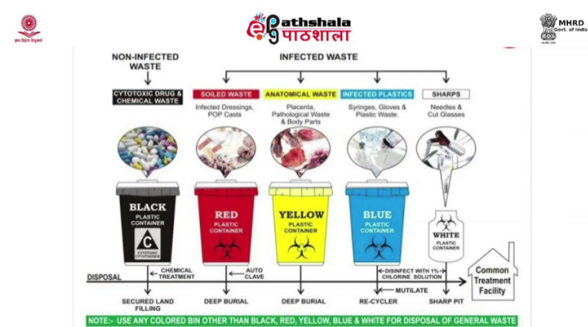 ePathshala
पाठशाला
MHRD
Govt. of India
NON-INFECTED
WASTE
INFECTED WASTE
CYTOTOXIC DRUG &
CHEMICAL WASTE
SOILED WASTE
Infected Dressings,
POP Casts
ANATOMICAL WASTE
Placenta,
Pathological Waste
& Body Parts
INFECTED PLASTICS
Syringes, Gloves &
Plastic Waste.
SHARPS
Needles &
Cut Glasses
BLACK
PLASTIC
CONTAINER
C
RED
PLASTIC
CONTAINER
YELLOW
PLASTIC
CONTAINER
BLUE
PLASTIC
CONTAINER
WHITE
PLASTIC
CONTAINER
DISPOSAL
CHEMICAL
TREATMENT
AUTO
CLAVE
DISINFECT WITH 1%
CHLORINE SOLUTION
MUTILATE
Common
Treatment
Facility
SECURED LAND
FILLING
DEEP BURIAL
DEEP BURIAL
RE-CYCLER
SHARP PIT
NOTE:- USE ANY COLORED BIN OTHER THAN BLACK, RED, YELLOW, BLUE & WHITE FOR DISPOSAL OF GENERAL WASTE